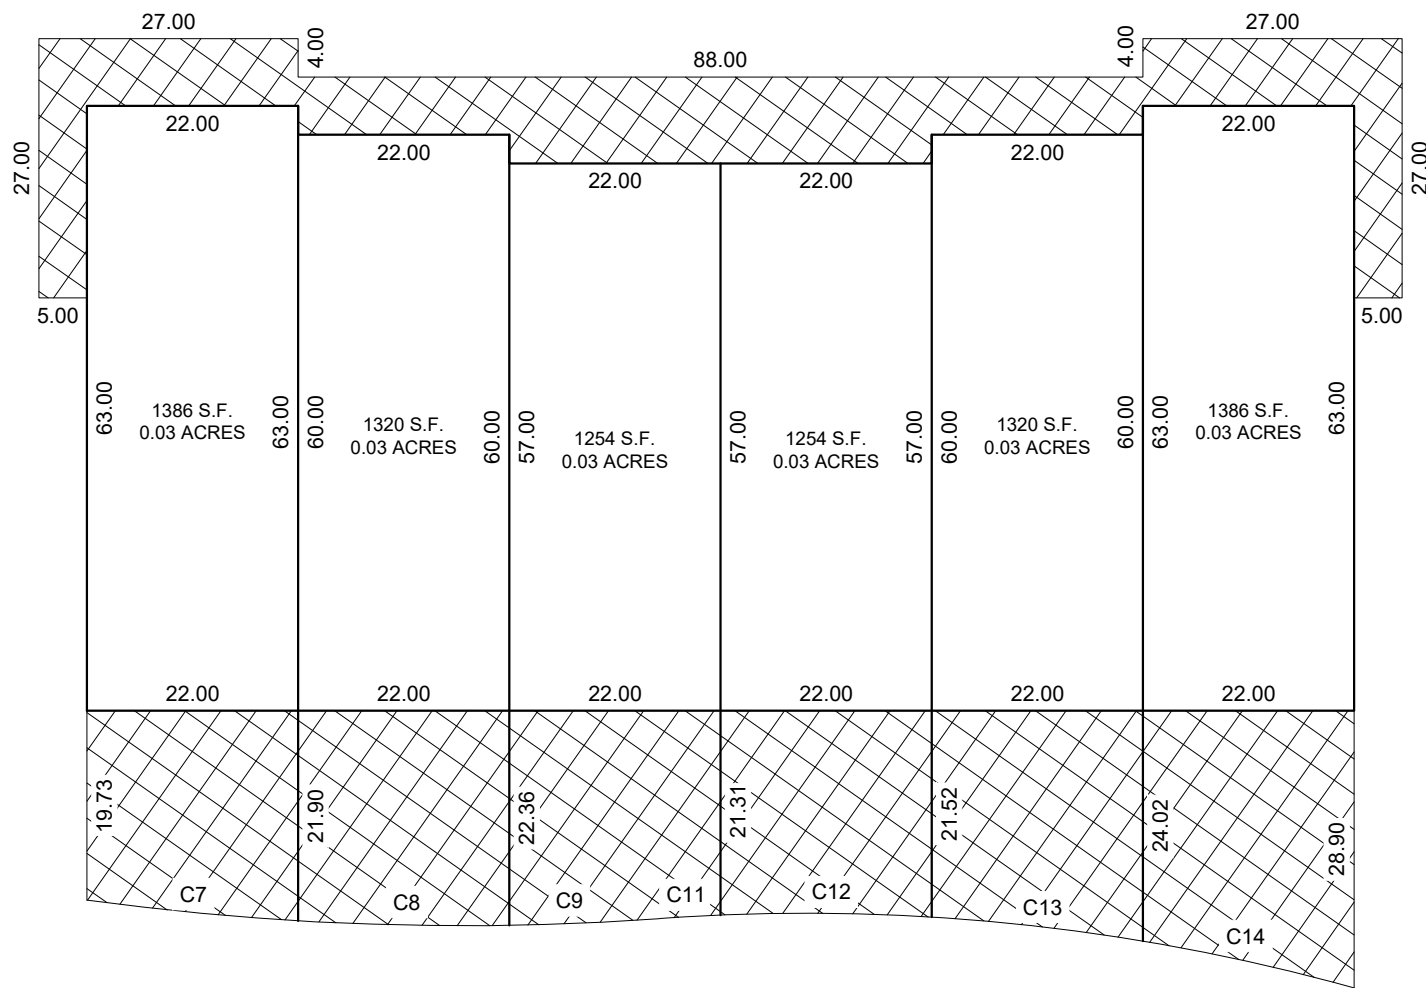 27.00
27.00
4.00
4.00
88.00
22.00
22.00
22.00
22.00
22.00
22.00
27.00
27.00
5.00
5.00
63.00
1386 S.F.
0.03 ACRES
63.00
60.00
1320 S.F.
0.03 ACRES
60.00
57.00
1254 S.F.
0.03 ACRES
57.00
1254 S.F.
0.03 ACRES
57.00
60.00
1320 S.F.
0.03 ACRES
60.00
63.00
1386 S.F.
0.03 ACRES
63.00
22.00
22.00
22.00
22.00
22.00
22.00
19.73
21.90
22.36
21.31
21.52
24.02
28.90
C7
C8
C9
C11
C12
C13
C14